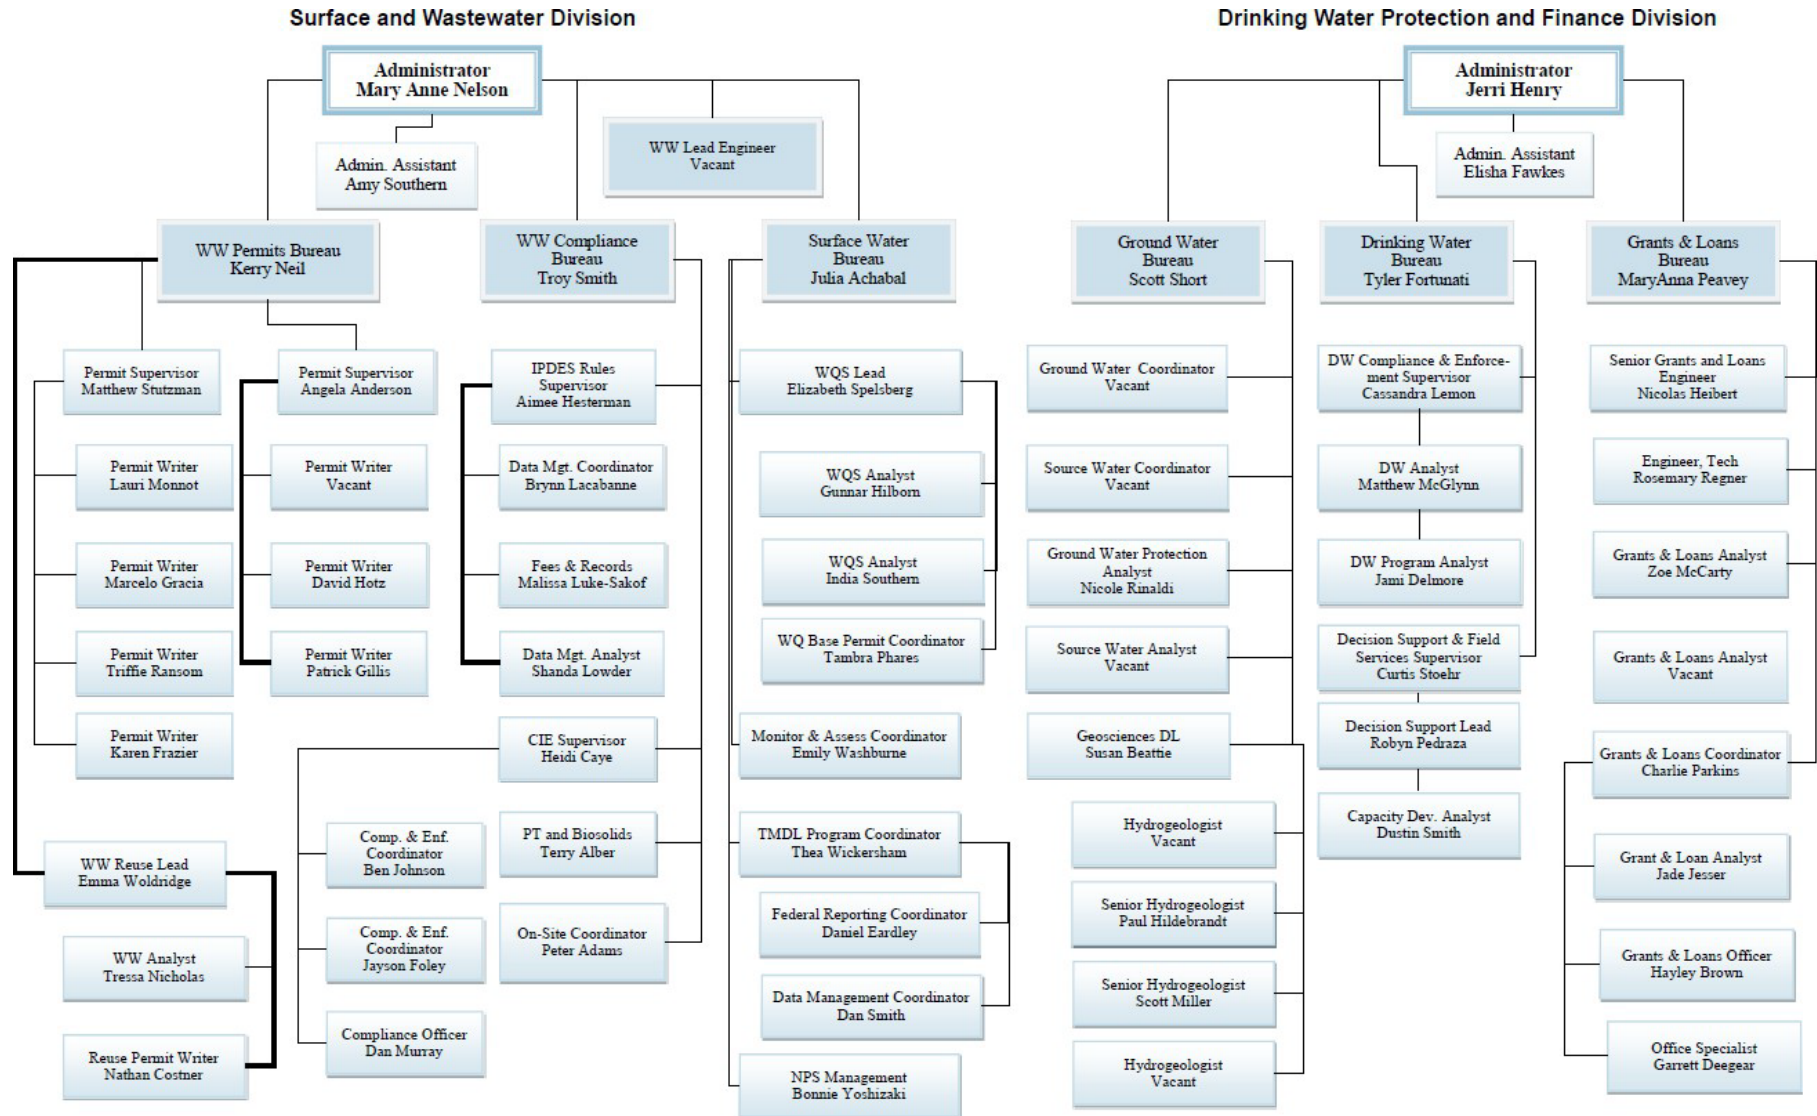 Surface and Wastewater Division
Administrator
Mary Anne Nelson
Admin. Assistant
Amy Southern
WW Lead Engineer
Vacant
WW Permits Bureau
Kerry Neil
WW Compliance
Bureau
Troy Smith
Surface Water
Bureau
Julia Achabal
Permit Supervisor
Matthew Stutzman
Permit Writer
Lauri Monnot
Permit Writer
Marcelo Gracia
Permit Writer
Triffie Ransom
Permit Writer
Karen Frazier
Permit Supervisor
Angela Anderson
Permit Writer
Vacant
Permit Writer
David Hotz
Permit Writer
Patrick Gillis
WW Reuse Lead
Emma Woldridge
WW Analyst
Tressa Nicholas
Reuse Permit Writer
Nathan Costner
IPDES Rules
Supervisor
Aimee Hesterman
Data Mgt. Coordinator
Brynn Lacabanne
Fees & Records
Malissa Luke-Sakof
Data Mgt. Analyst
Shanda Lowder
CIE Supervisor
Heidi Caye
Comp. & Enf.
Coordinator
Ben Johnson
Comp. & Enf.
Coordinator
Jayson Foley
Compliance Officer
Dan Murray
PT and Biosolids
Terry Alber
On-Site Coordinator
Peter Adams
WQS Lead
Elizabeth Spelsberg
WQS Analyst
Gunnar Hilborn
WQS Analyst
India Southern
WQ Base Permit Coordinator
Tambra Phares
Monitor & Assess Coordinator
Emily Washburne
TMDL Program Coordinator
Thea Wickersham
Federal Reporting Coordinator
Daniel Eardley
Data Management Coordinator
Dan Smith
NPS Management
Bonnie Yoshizaki
Drinking Water Protection and Finance Division
Administrator
Jerri Henry
Admin. Assistant
Elisha Fawkes
Ground Water
Bureau
Scott Short
Drinking Water
Bureau
Tyler Fortunati
Grants & Loans
Bureau
MaryAnna Peavey
Ground Water Coordinator
Vacant
Source Water Coordinator
Vacant
Ground Water Protection
Analyst
Nicole Rinaldi
Source Water Analyst
Vacant
Geosciences DL
Susan Beattie
Hydrogeologist
Vacant
Senior Hydrogeologist
Paul Hildebrandt
Senior Hydrogeologist
Scott Miller
Hydrogeologist
Vacant
DW Compliance & Enforce-
ment Supervisor
Cassandra Lemon
DW Analyst
Matthew McGlynn
DW Program Analyst
Jami Delmore
Decision Support & Field
Services Supervisor
Curtis Stoehr
Decision Support Lead
Robyn Pedraza
Capacity Dev. Analyst
Dustin Smith
Senior Grants and Loans
Engineer
Nicolas Heibert
Engineer, Tech
Rosemary Regner
Grants & Loans Analyst
Zoe McCarty
Grants & Loans Analyst
Vacant
Grants & Loans Coordinator
Charlie Parkins
Grant & Loan Analyst
Jade Jesser
Grants & Loans Officer
Hayley Brown
Office Specialist
Garrett Deegear